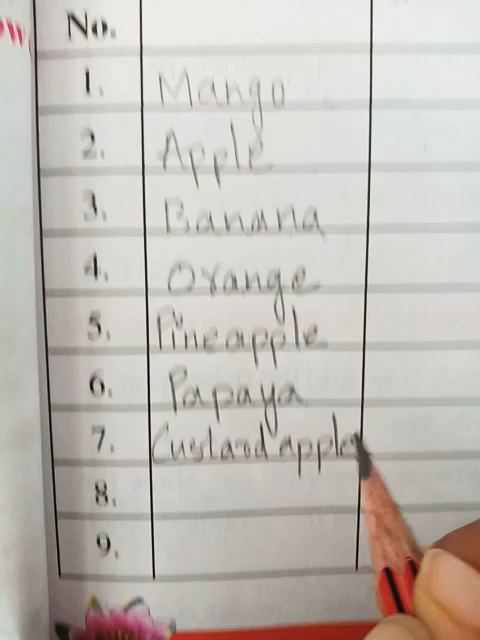 No.
1. Mango
2. Apple
3. Banana
4. Orange
5. Pineapple
6. Papaya
7. Custard apple
8.
9.